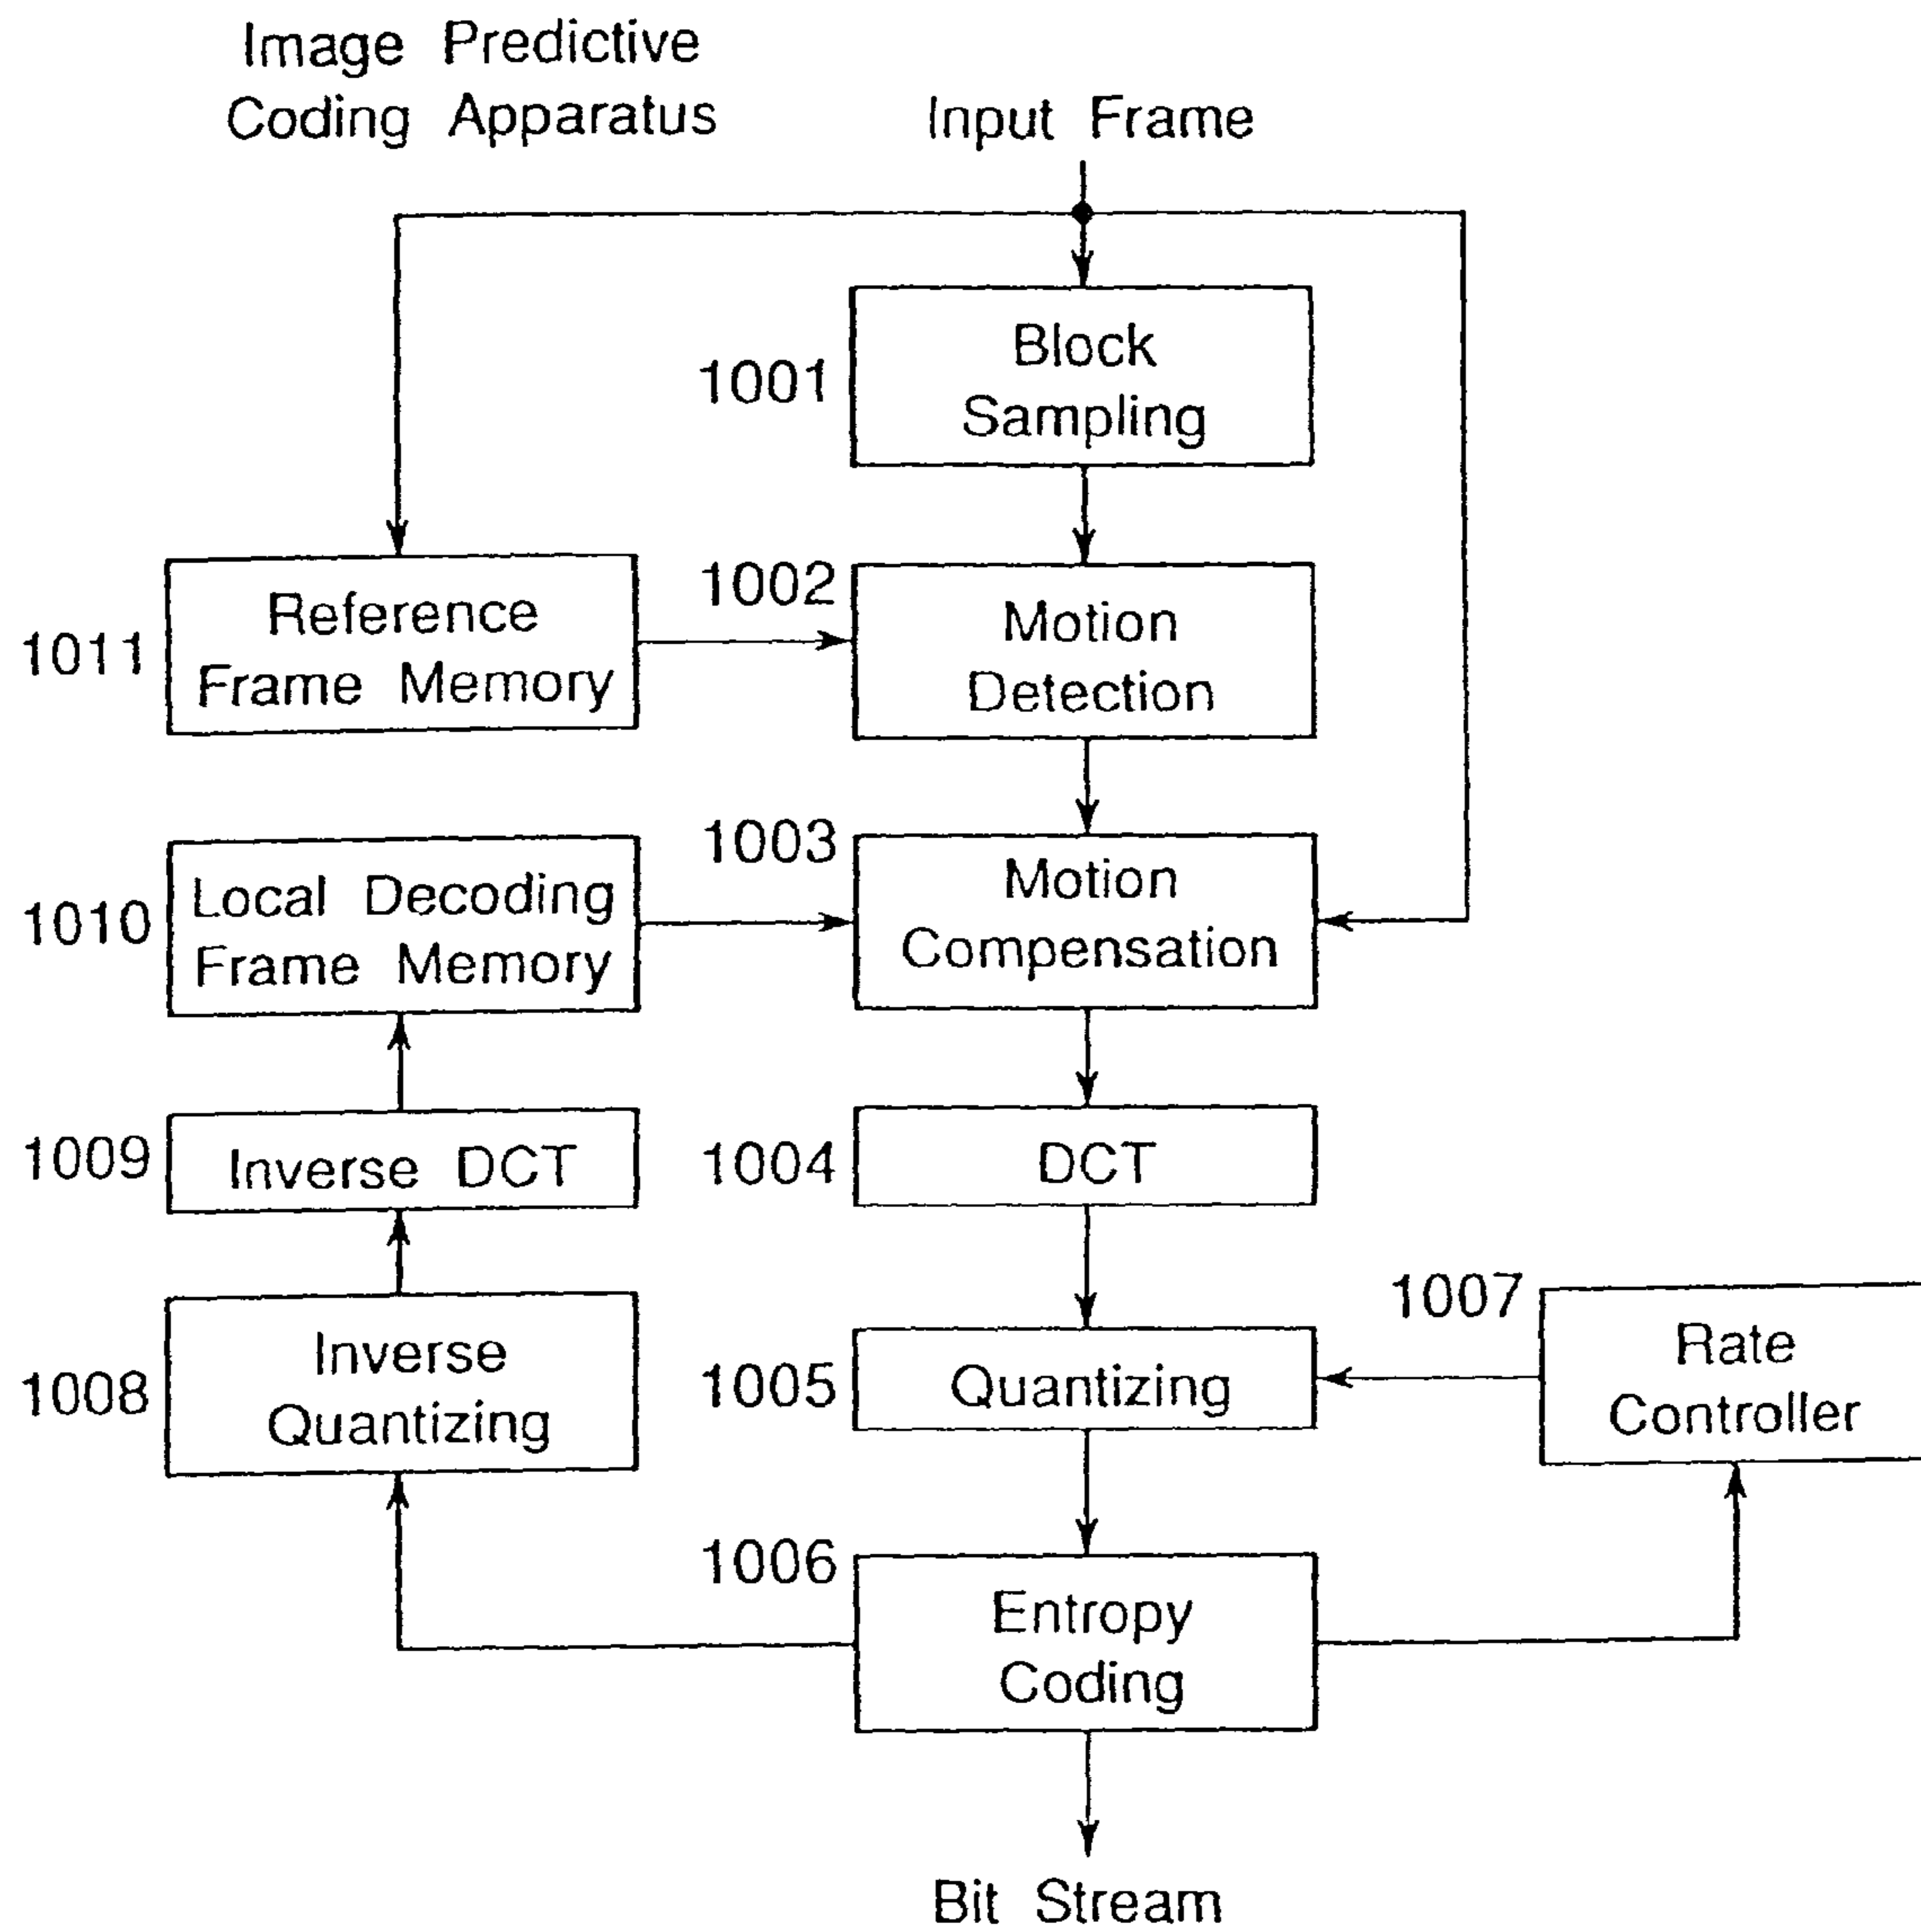 Image Predictive
Coding Apparatus
Input Frame
1001
Block
Sampling
1011
Reference
Frame Memory
1002
Motion
Detection
1010
Local Decoding
Frame Memory
1003
Motion
Compensation
1009
Inverse DCT
1004
DCT
1008
Inverse
Quantizing
1005
Quantizing
1007
Rate
Controller
1006
Entropy
Coding
Bit Stream